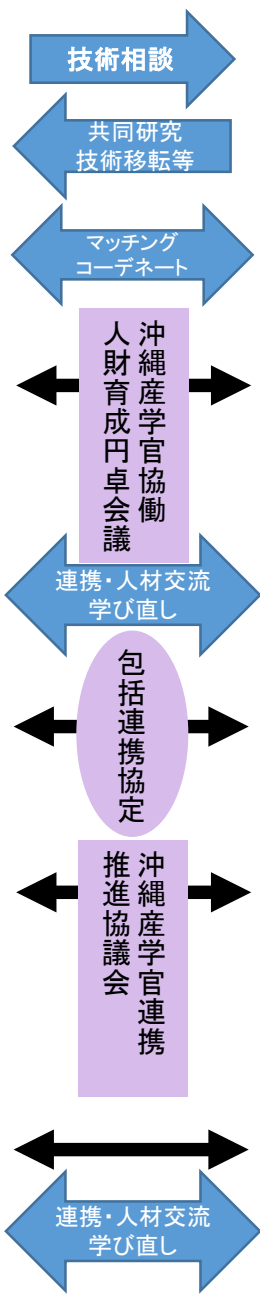 技術相談
共同研究
技術移転等
マッチング
コーデネート
沖縄産学官協働
人財育成円卓会議
連携・人材交流
学び直し
包括連携協定
沖縄産学官連携
推進協議会
連携・人材交流
学び直し